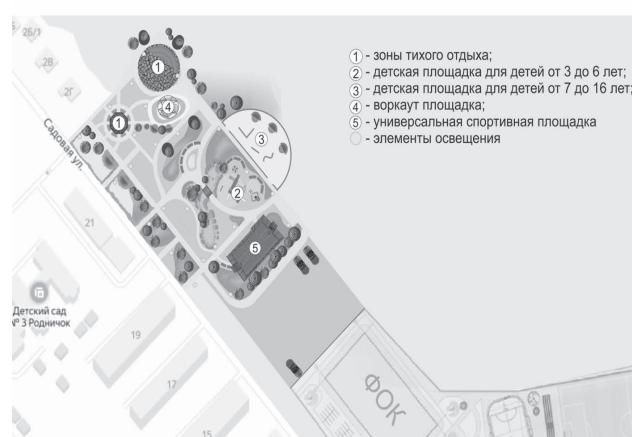 2Б/1
2В
2Г
Садовая ул.
21
Детский сад
№ 3 Родничок
19
17
15
ФОК
1
4
1
3
2
5
1 - зоны тихого отдыха;
2 - детская площадка для детей от 3 до 6 лет;
3 - детская площадка для детей от 7 до 16 лет;
4 - воркаут площадка;
5 - универсальная спортивная площадка
- элементы освещения